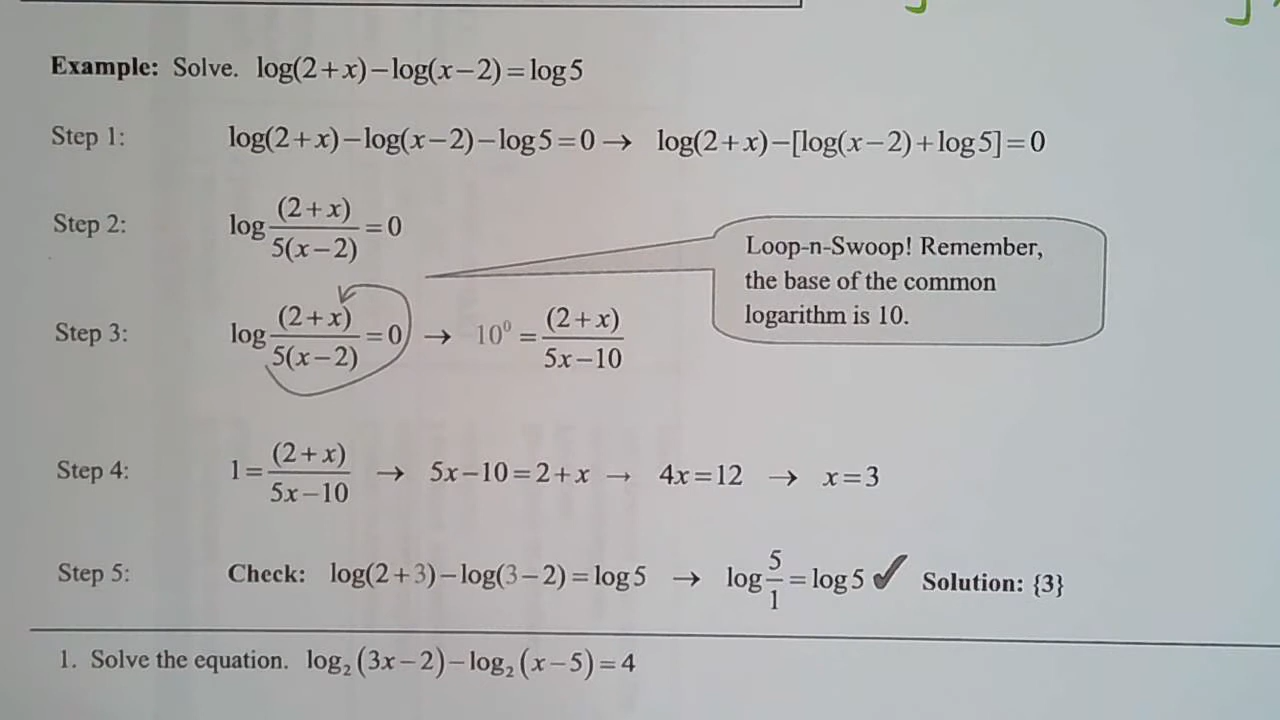 Example: Solve. log(2+x)−log(x−2)=log5
Step 1: log(2+x)−log(x−2)−log5=0→ log(2+x)−[log(x−2)+log5]=0
Step 2: log (2+x)/5(x−2) =0
Loop-n-Swoop! Remember,
the base of the common
logarithm is 10.
Step 3: log (2+x)/5(x−2) =0 → 10⁰ = (2+x)/5x−10
Step 4: 1= (2+x)/5x−10 → 5x−10=2+x → 4x=12 → x=3
Step 5: Check: log(2+3)−log(3−2)=log5 → log 5/1 =log5 ✓ Solution: {3}
1. Solve the equation. log₂(3x−2)−log₂(x−5)=4